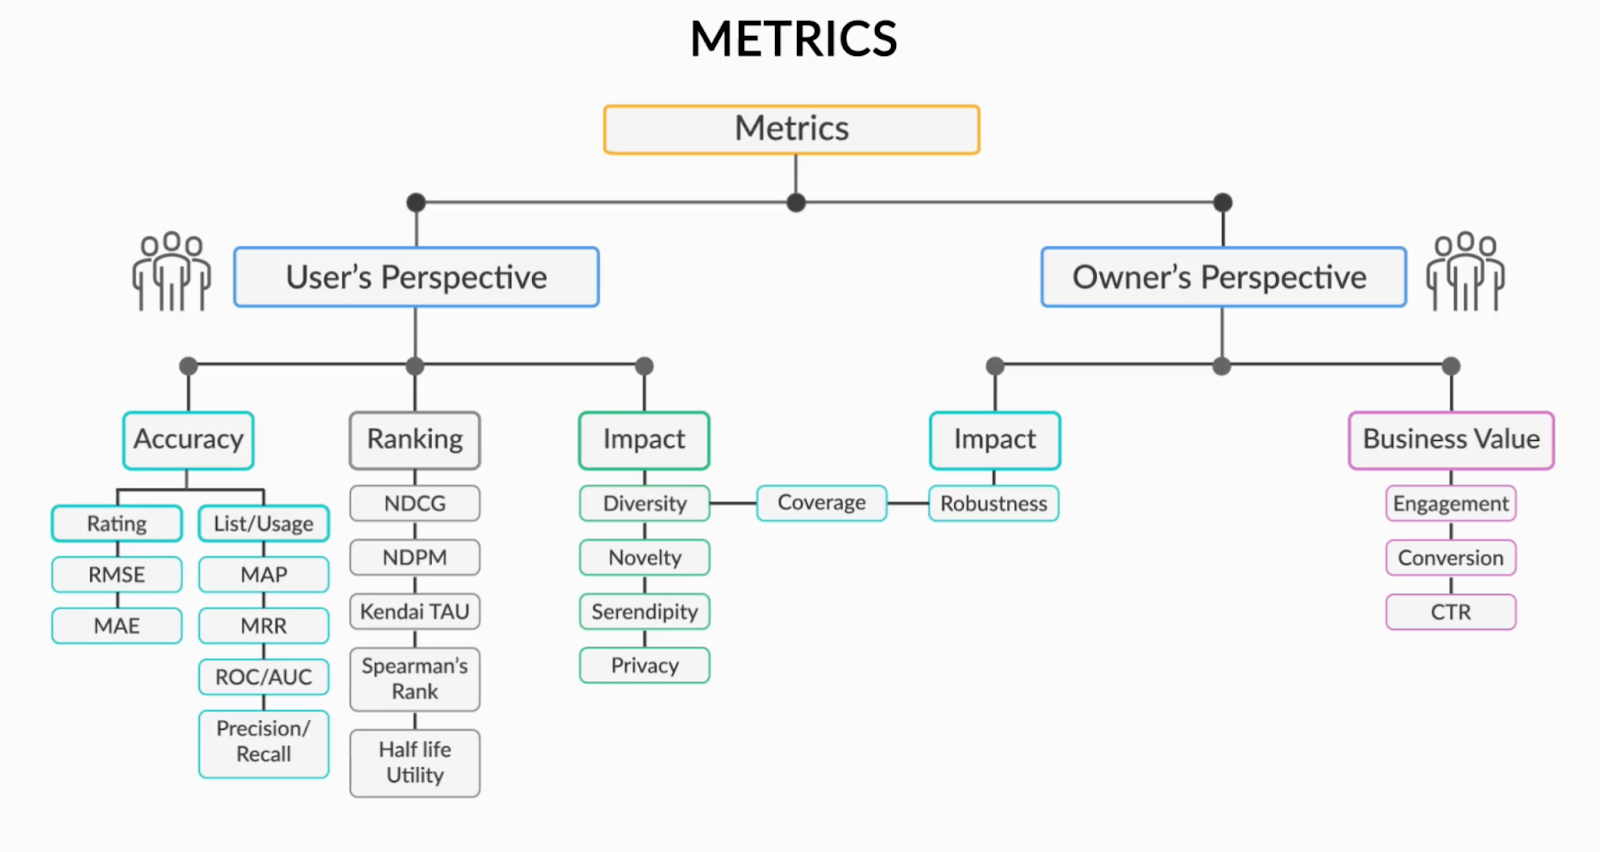 METRICS
Metrics
User's Perspective
Owner's Perspective
Accuracy
Ranking
Impact
Impact
Business Value
Rating
List/Usage
RMSE
MAP
MAE
MRR
ROC/AUC
Precision/
Recall
NDCG
NDPM
Kendai TAU
Spearman's
Rank
Half life
Utility
Diversity
Coverage
Robustness
Novelty
Serendipity
Privacy
Engagement
Conversion
CTR